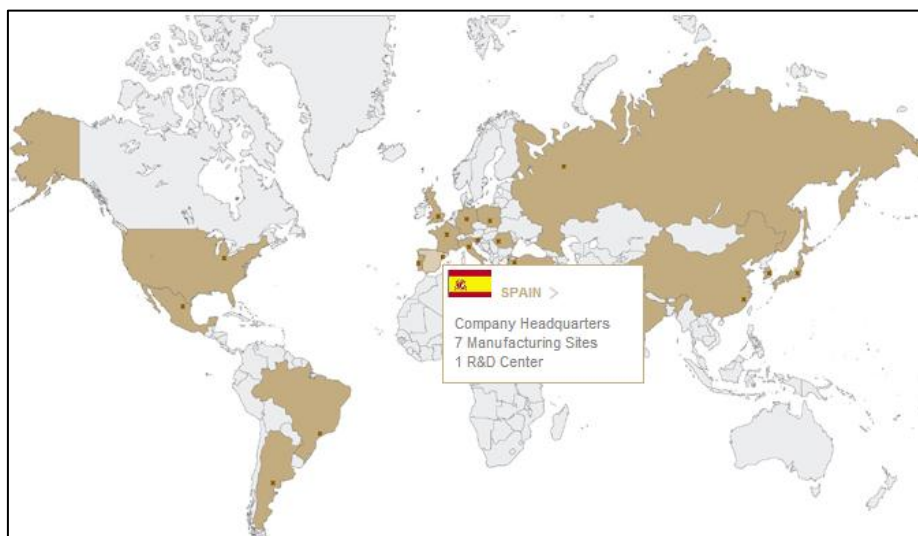 SPAIN >
Company Headquarters
7 Manufacturing Sites
1 R&D Center